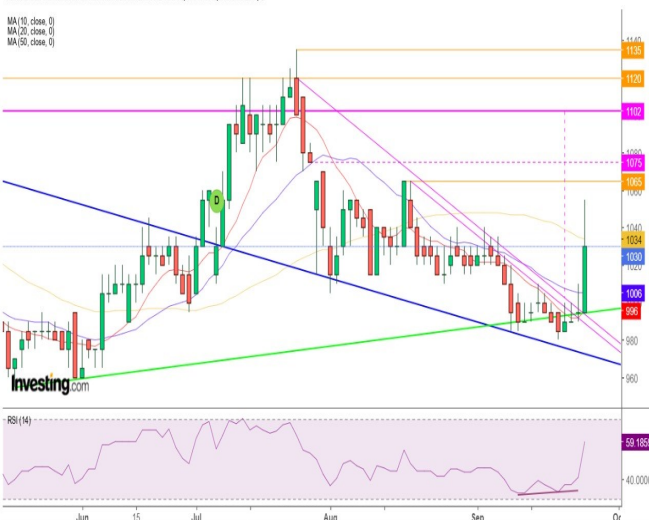 MA (10, close, 0)
MA (20, close, 0)
MA (50, close, 0)
1140
1135
1120
1102
1080
1075
1065
1060
1040
1034
1030
1020
1006
996
980
960
D
Investing.com
RSI (14)
59.1859
40.0000
Jun 15 Jul Aug Sep